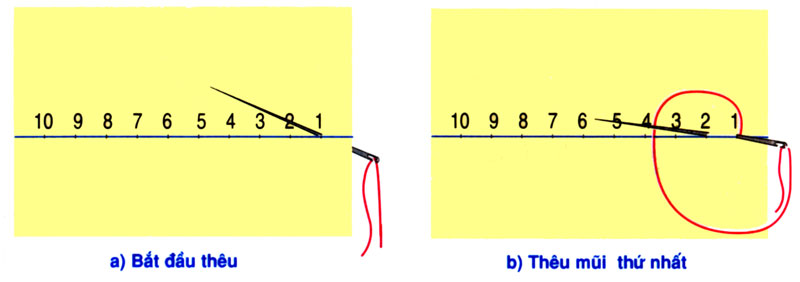 10 9 8 7 6 5 4 3 2 1
a) Bắt đầu thêu
10 9 8 7 6 5 4 3 2 1
b) Thêu mũi thứ nhất